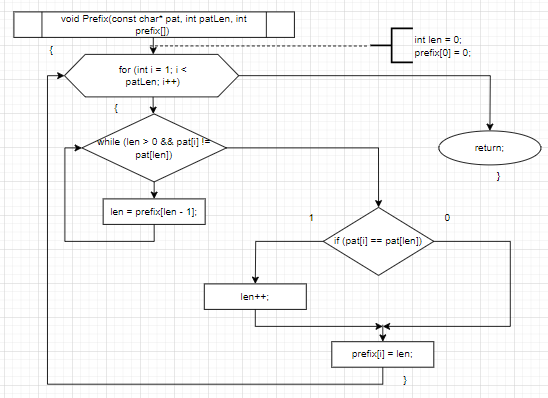 void Prefix(const char* pat, int patLen, int
prefix[])
{
int len = 0;
prefix[0] = 0;
for (int i = 1; i <
patLen; i++)
{
while (len > 0 && pat[i] !=
pat[len])
return;
}
len = prefix[len - 1];
1
0
if (pat[i] == pat[len])
len++;
prefix[i] = len;
}